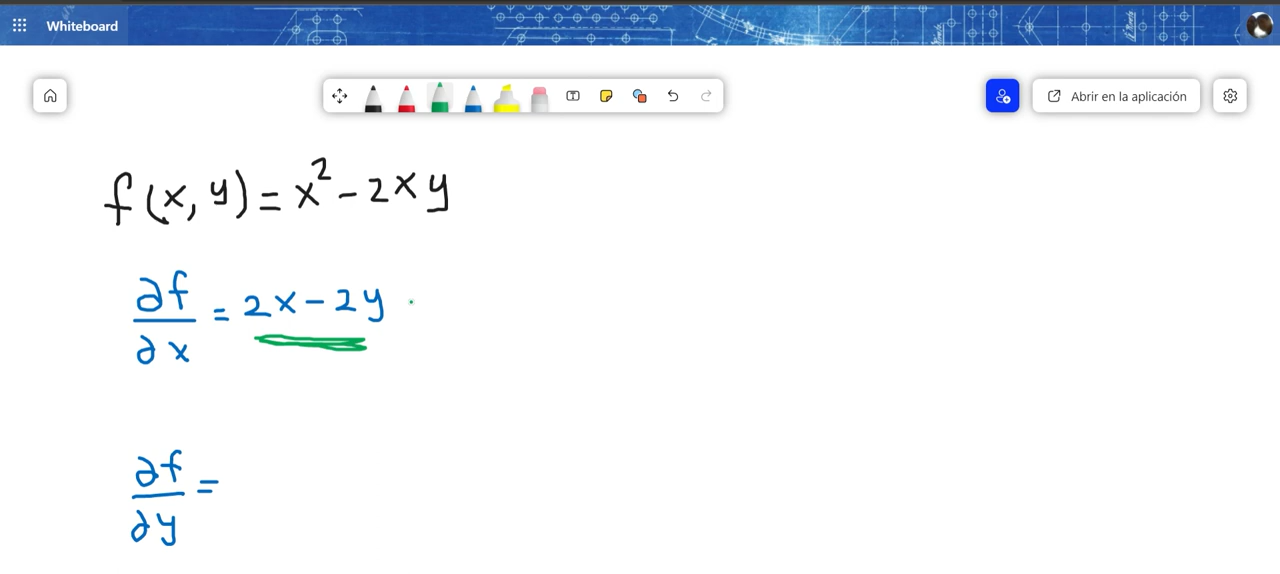 Whiteboard
Abrir en la aplicación
f(x, y) = x² - 2xy
∂f/∂x = 2x - 2y
∂f/∂y =